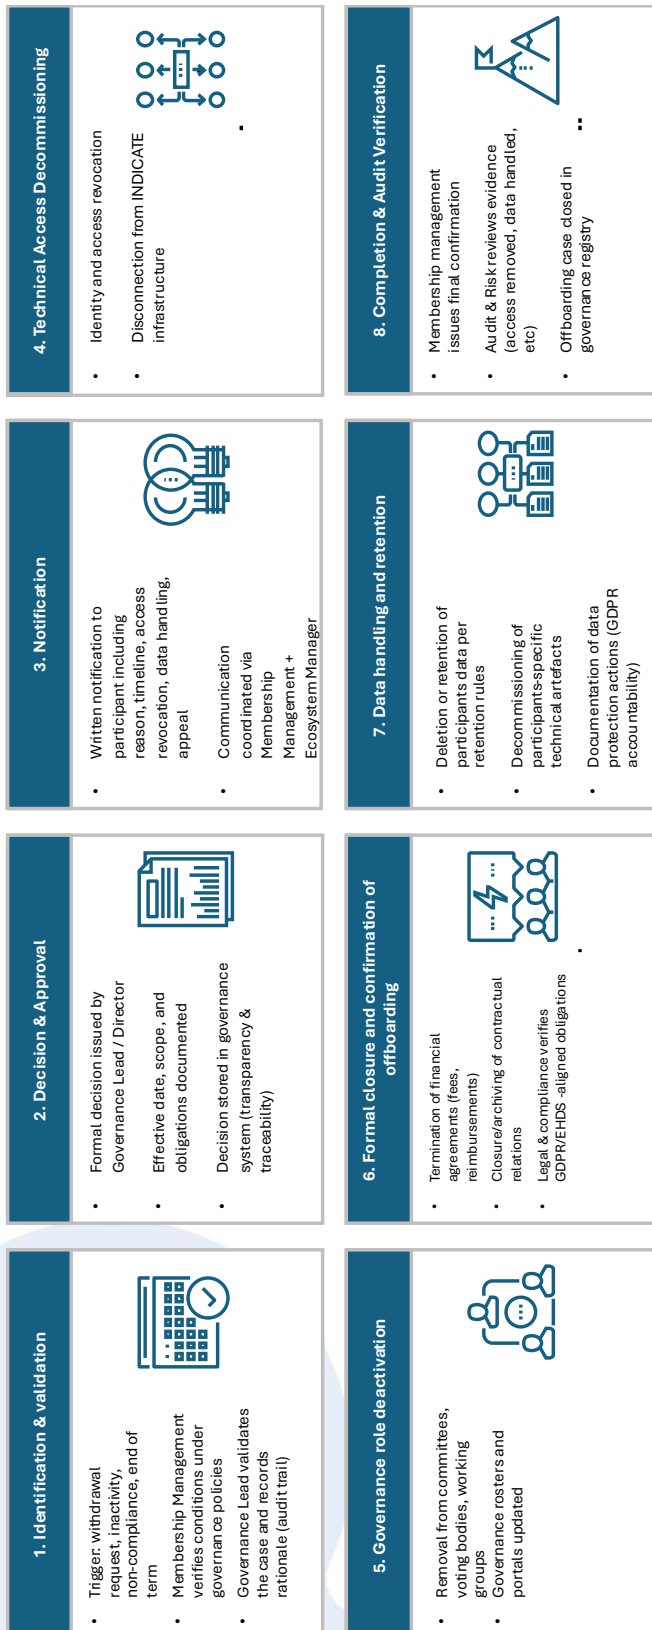 1. Identification & validation
• Trigger: withdrawal
request, inactivity,
non-compliance, end of
term
• Membership Management
verifies conditions under
governance policies
• Governance Lead validates
the case and records
rationale (audit trail)
2. Decision & Approval
• Formal decision issued by
Governance Lead / Director
• Effective date, scope, and
obligations documented
• Decision stored in governance
system (transparency &
traceability)
3. Notification
• Written notification to
participant including
reason, timeline, access
revocation, data handling,
appeal
• Communication
coordinated via
Membership
Management +
Ecosystem Manager
4. Technical Access Decommissioning
• Identity and access revocation
• Disconnection from INDICATE
infrastructure
5. Governance role deactivation
• Removal from committees,
voting bodies, working
groups
• Governance rosters and
portals updated
6. Formal closure and confirmation of
offboarding
• Termination of financial
agreements (fees,
reimbursements)
• Closure/archiving of contractual
relations
• Legal & compliance verifies
GDPR/EHDS -aligned obligations
7. Data handling and retention
• Deletion or retention of
participants data per
retention rules
• Decommissioning of
participants-specific
technical artefacts
• Documentation of data
protection actions (GDPR
accountability)
8. Completion & Audit Verification
• Membership management
issues final confirmation
• Audit & Risk reviews evidence
(access removed, data handled,
etc)
• Offboarding case closed in
governance registry